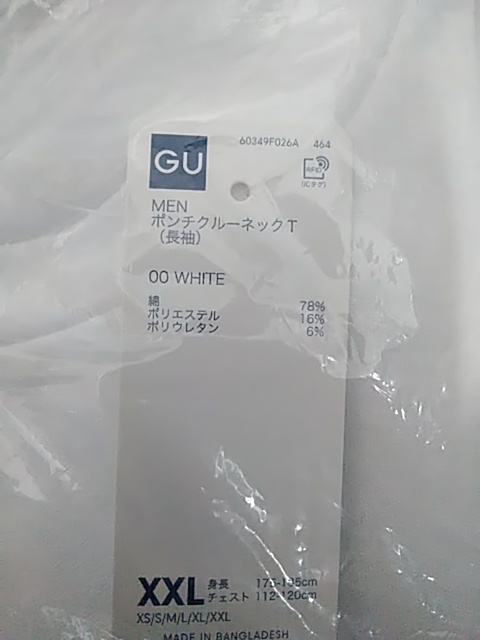 60349F026A 464
GU
RFID
(ICタグ)
MEN
ポンチクルーネックT
(長袖)
00 WHITE
綿 78%
ポリエステル 16%
ポリウレタン 6%
XXL
身長
チェスト 112-120cm
XS/S/M/L/XL/XXL
MADE IN BANGLADESH